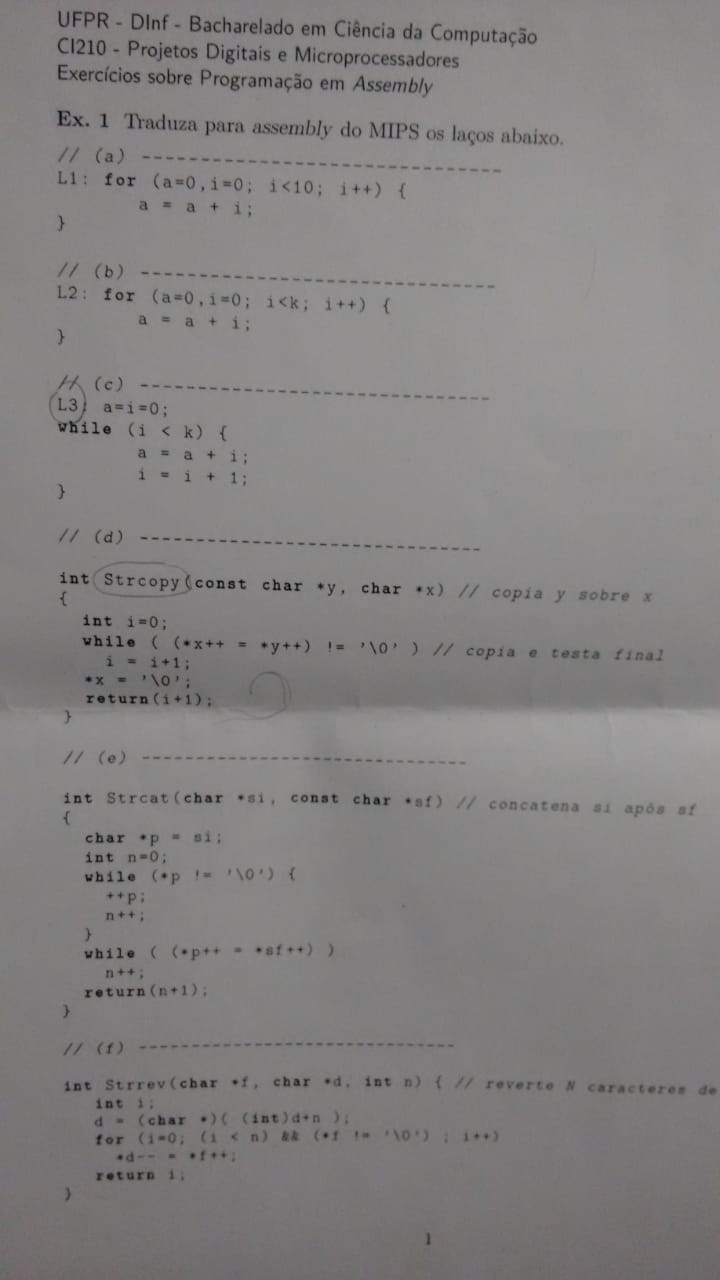 UFPR - DInf - Bacharelado em Ciência da Computação
CI210 - Projetos Digitais e Microprocessadores
Exercícios sobre Programação em Assembly
Ex. 1 Traduza para assembly do MIPS os laços abaixo.
// (a) --------------------------------
L1: for (a=0,i=0; i<10; i++) {
a = a + i;
}
// (b) --------------------------------
L2: for (a=0,i=0; i<k; i++) {
a = a + i;
}
// (c) --------------------------------
L3: a=i=0;
while (i < k) {
a = a + i;
i = i + 1;
}
// (d) -------------------------------
int Strcopy(const char *y, char *x) // copia y sobre x
{
int i=0;
while ( (*x++ = *y++) != '\0' ) // copia e testa final
i = i+1;
*x = '\0';
return(i+1);
}
// (e) ------------------------------
int Strcat(char *si, const char *sf) // concatena si após sf
{
char *p = si;
int n=0;
while (*p != '\0') {
++p;
n++;
}
while ( (*p++ = *sf++) )
n++;
return(n+1);
}
// (f) -----------------------------
int Strrev(char *f, char *d, int n) { // reverte N caracteres de
int i;
d = (char *)( (int)d+n );
for (i=0; (i < n) && (*f != '\0') ; i++)
*d-- = *f++;
return i;
}
1